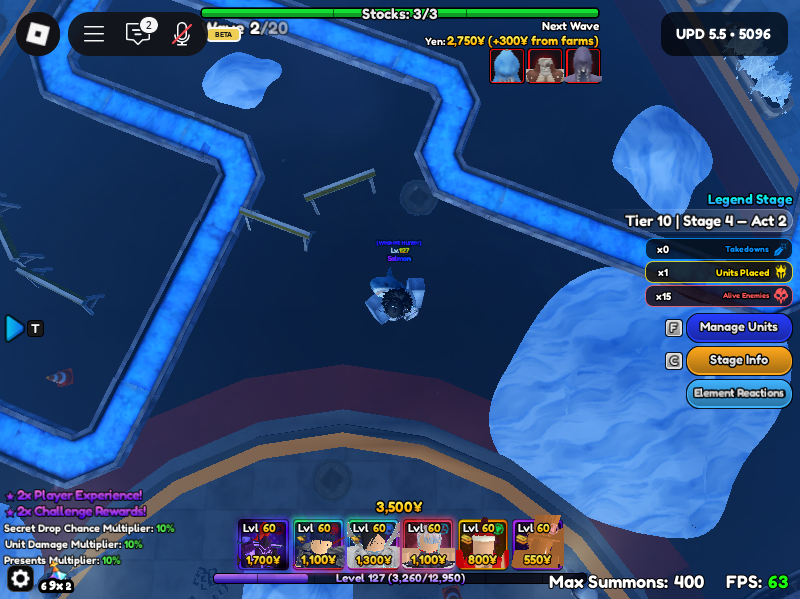 Stocks: 3/3
2
BETA
Wave 2/20
Next Wave
Yen: 2,750¥ (+300¥ from farms)
UPD 5.5 • 5096
Legend Stage
Tier 10 | Stage 4 – Act 2
x0 Takedowns
x1 Units Placed
x15 Alive Enemies
F Manage Units
C Stage Info
Element Reactions
Lv.127
T
2x Player Experience!
2x Challenge Rewards!
Secret Drop Chance Multiplier: 10%
Unit Damage Multiplier: 10%
Presents Multiplier: 10%
3,500¥
Lvl 60 Lvl 60 Lvl 60 Lvl 60 Lvl 60 Lvl 60
1,700¥ 1,100¥ 1,300¥ 1,100¥ 800¥ 550¥
Level 127 (3,260/12,950)
Max Summons: 400 FPS: 63